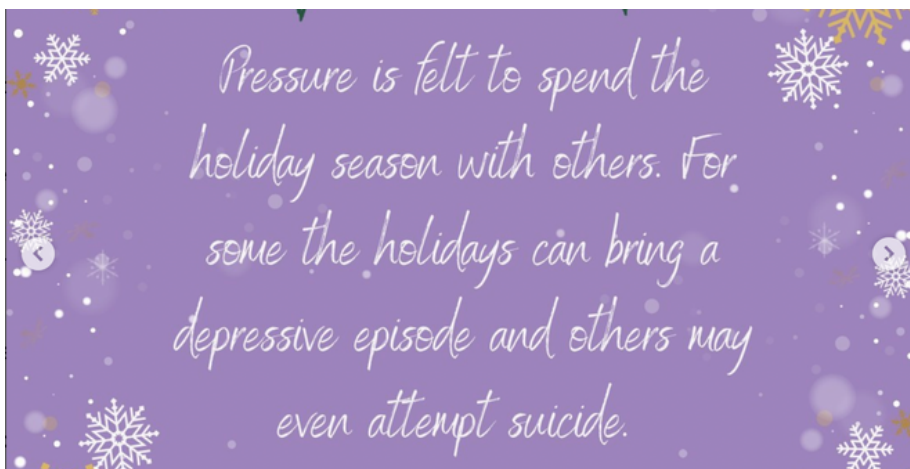 Pressure is felt to spend the
holiday season with others. For
some the holidays can bring a
depressive episode and others may
even attempt suicide.